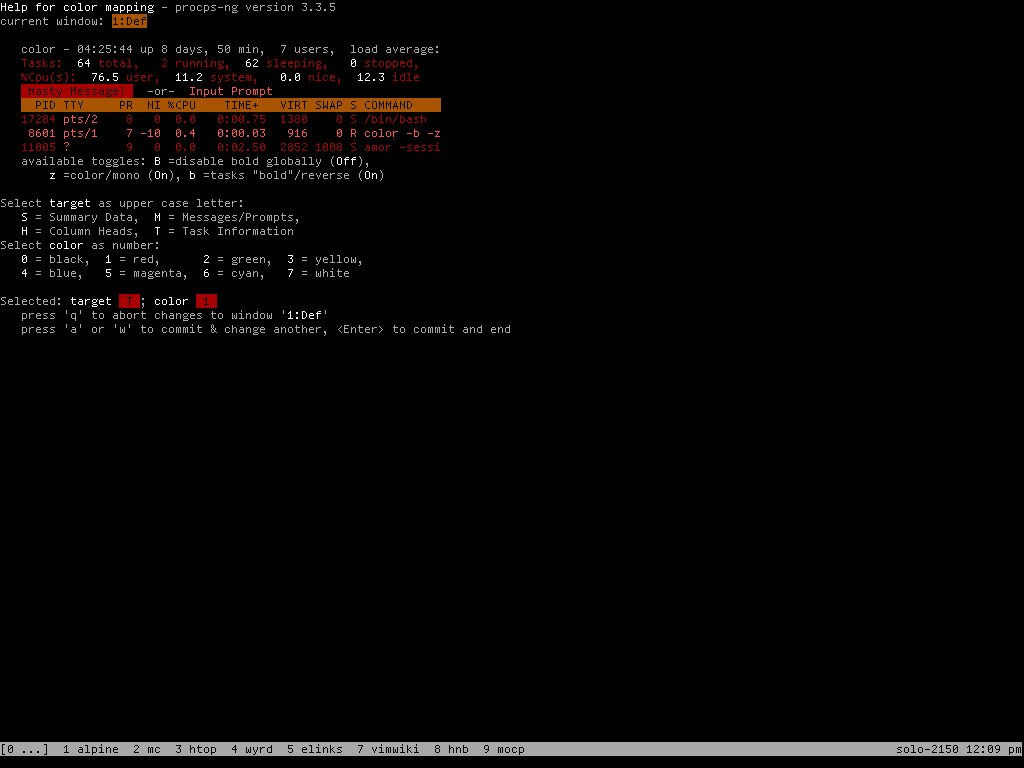 Help for color mapping - procps-ng version 3.3.5
current window: 1:Def
color - 04:25:44 up 8 days, 50 min,  7 users,  load average:
Tasks:  64 total,   2 running,  62 sleeping,   0 stopped,
%Cpu(s):  76.5 user,  11.2 system,   0.0 nice,  12.3 idle
Nasty Message!   -or-  Input Prompt
PID TTY     PR  NI %CPU    TIME+   VIRT SWAP S COMMAND
17284 pts/2    8   0  0.0   0:00.75  1380    0 S /bin/bash
8601 pts/1    7 -10  0.4   0:00.03   916    0 R color -b -z
11005 ?        9   0  0.0   0:02.50  2852 1008 S amor -sessi
available toggles: B =disable bold globally (Off),
z =color/mono (On), b =tasks "bold"/reverse (On)
Select target as upper case letter:
S = Summary Data,  M = Messages/Prompts,
H = Column Heads,  T = Task Information
Select color as number:
0 = black,  1 = red,      2 = green,  3 = yellow,
4 = blue,   5 = magenta,  6 = cyan,   7 = white
Selected: target  T ; color  1
press 'q' to abort changes to window '1:Def'
press 'a' or 'w' to commit & change another, <Enter> to commit and end
[0 ...]  1 alpine  2 mc  3 htop  4 wyrd  5 elinks  7 vimwiki  8 hnb  9 mocp    solo-2150 12:09 pm